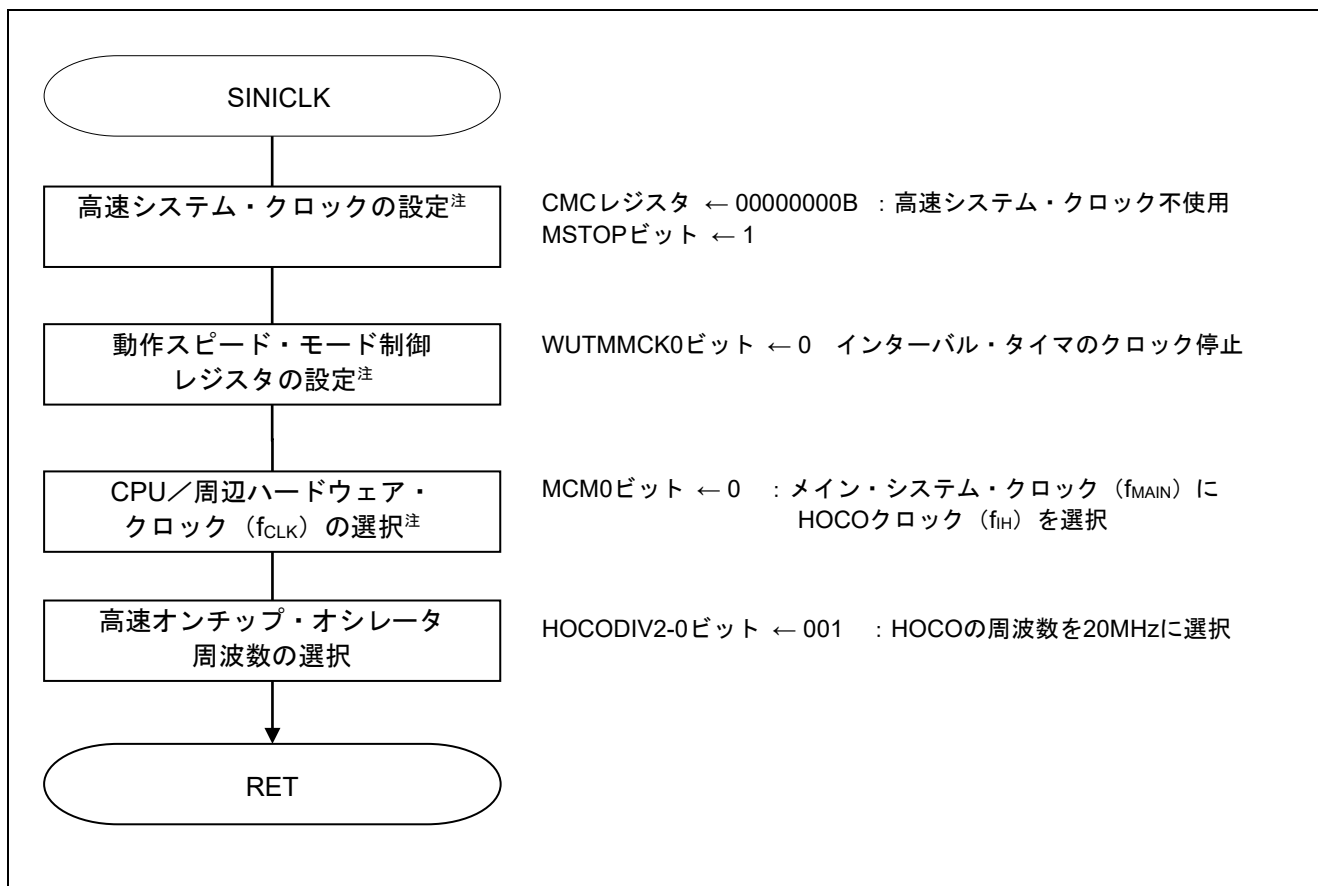 SINICLK
高速システム・クロックの設定注
CMCレジスタ ← 00000000B ：高速システム・クロック不使用
MSTOPビット ← 1
動作スピード・モード制御
レジスタの設定注
WUTMMCK0ビット ← 0 インターバル・タイマのクロック停止
CPU／周辺ハードウェア・
クロック（fCLK）の選択注
MCM0ビット ← 0 ：メイン・システム・クロック（fMAIN）に
HOCOクロック（fIH）を選択
高速オンチップ・オシレータ
周波数の選択
HOCODIV2-0ビット ← 001 ：HOCOの周波数を20MHzに選択
RET